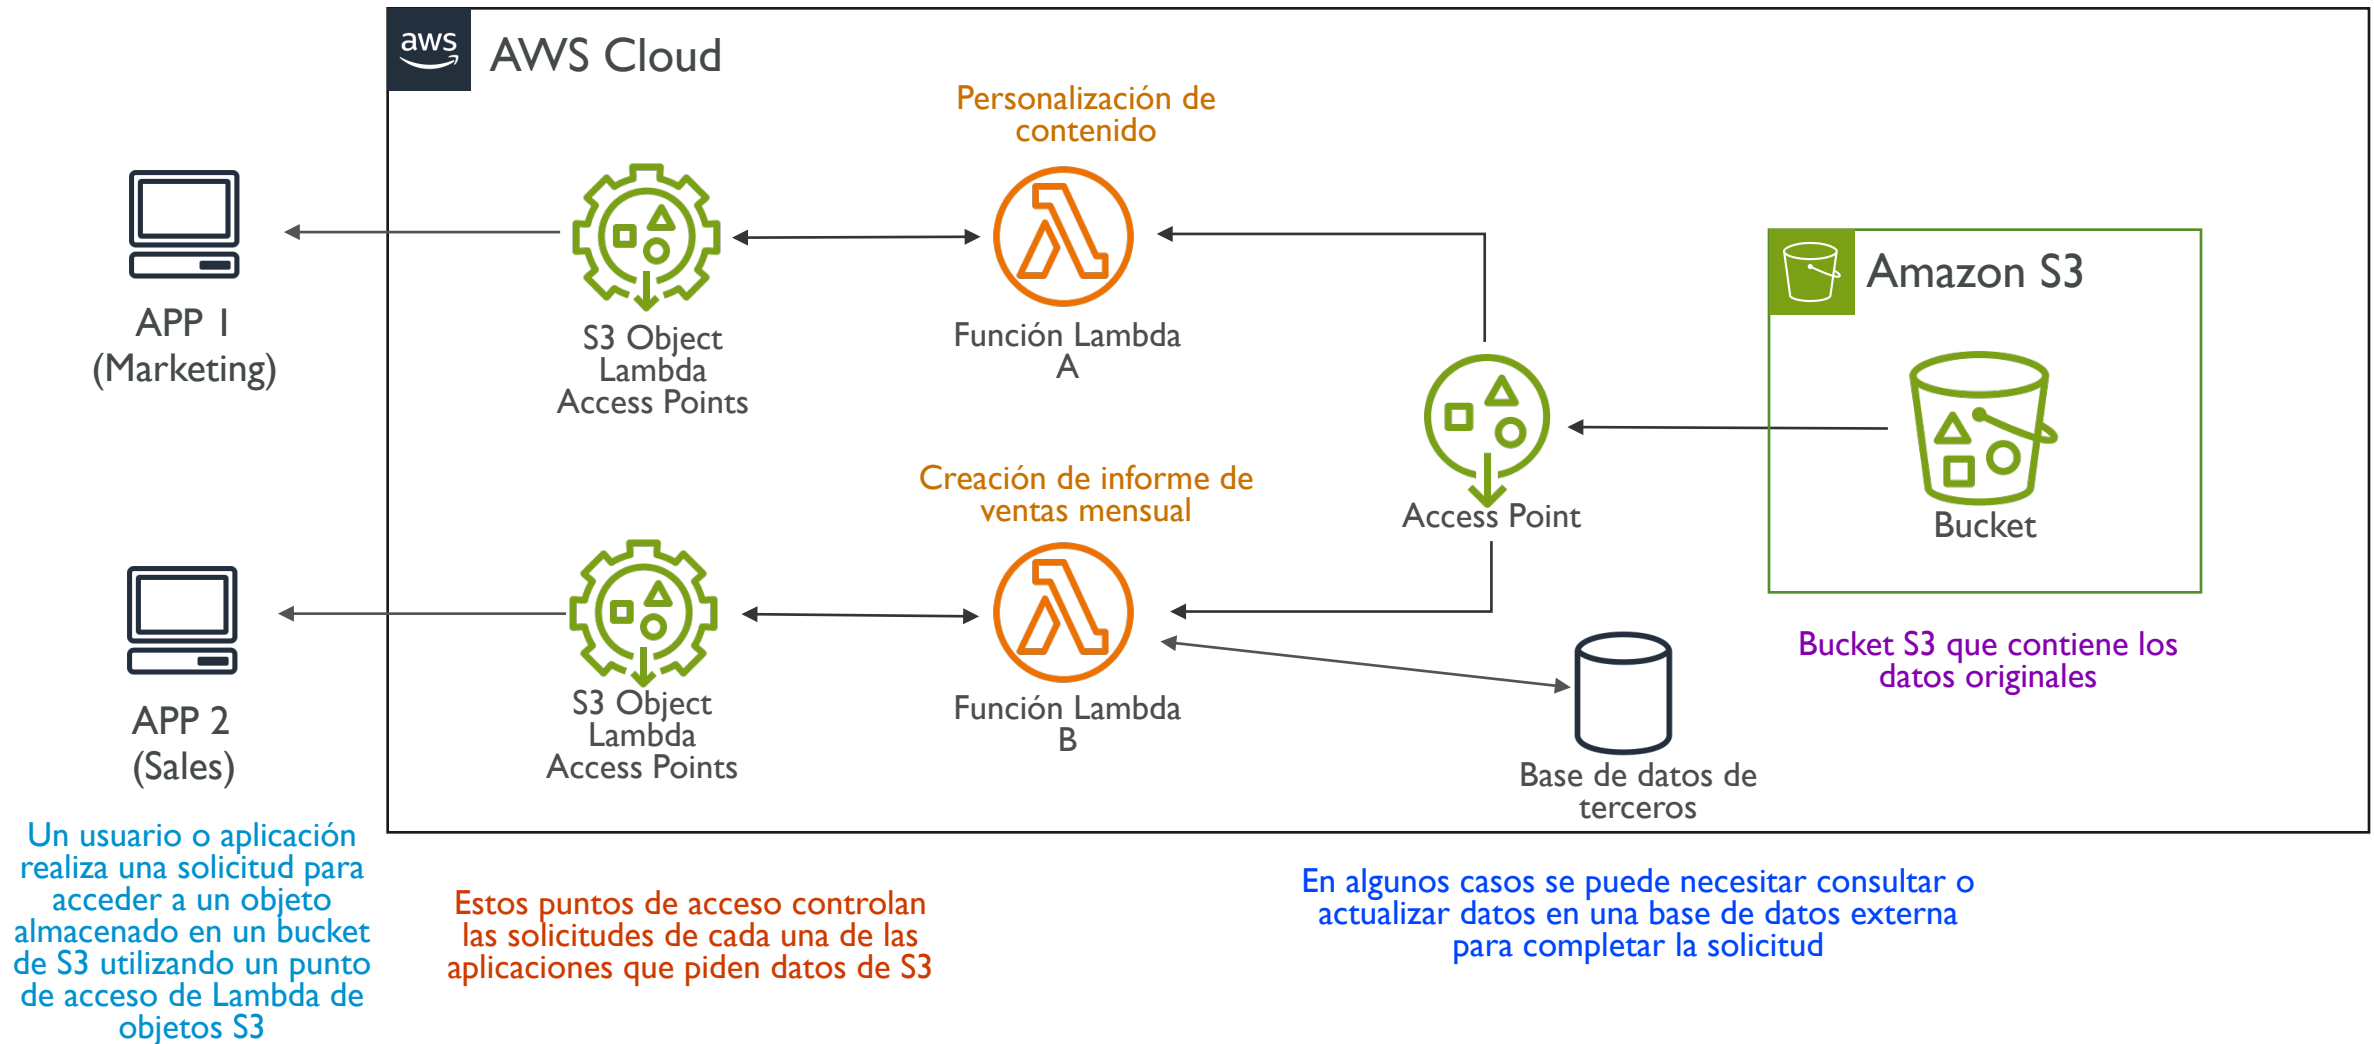 aws
AWS Cloud
Personalización de
contenido
APP 1
(Marketing)
S3 Object
Lambda
Access Points
Función Lambda
A
Amazon S3
Bucket
Access Point
Creación de informe de
ventas mensual
Bucket S3 que contiene los
datos originales
APP 2
(Sales)
S3 Object
Lambda
Access Points
Función Lambda
B
Base de datos de
terceros
Un usuario o aplicación
realiza una solicitud para
acceder a un objeto
almacenado en un bucket
de S3 utilizando un punto
de acceso de Lambda de
objetos S3
Estos puntos de acceso controlan
las solicitudes de cada una de las
aplicaciones que piden datos de S3
En algunos casos se puede necesitar consultar o
actualizar datos en una base de datos externa
para completar la solicitud